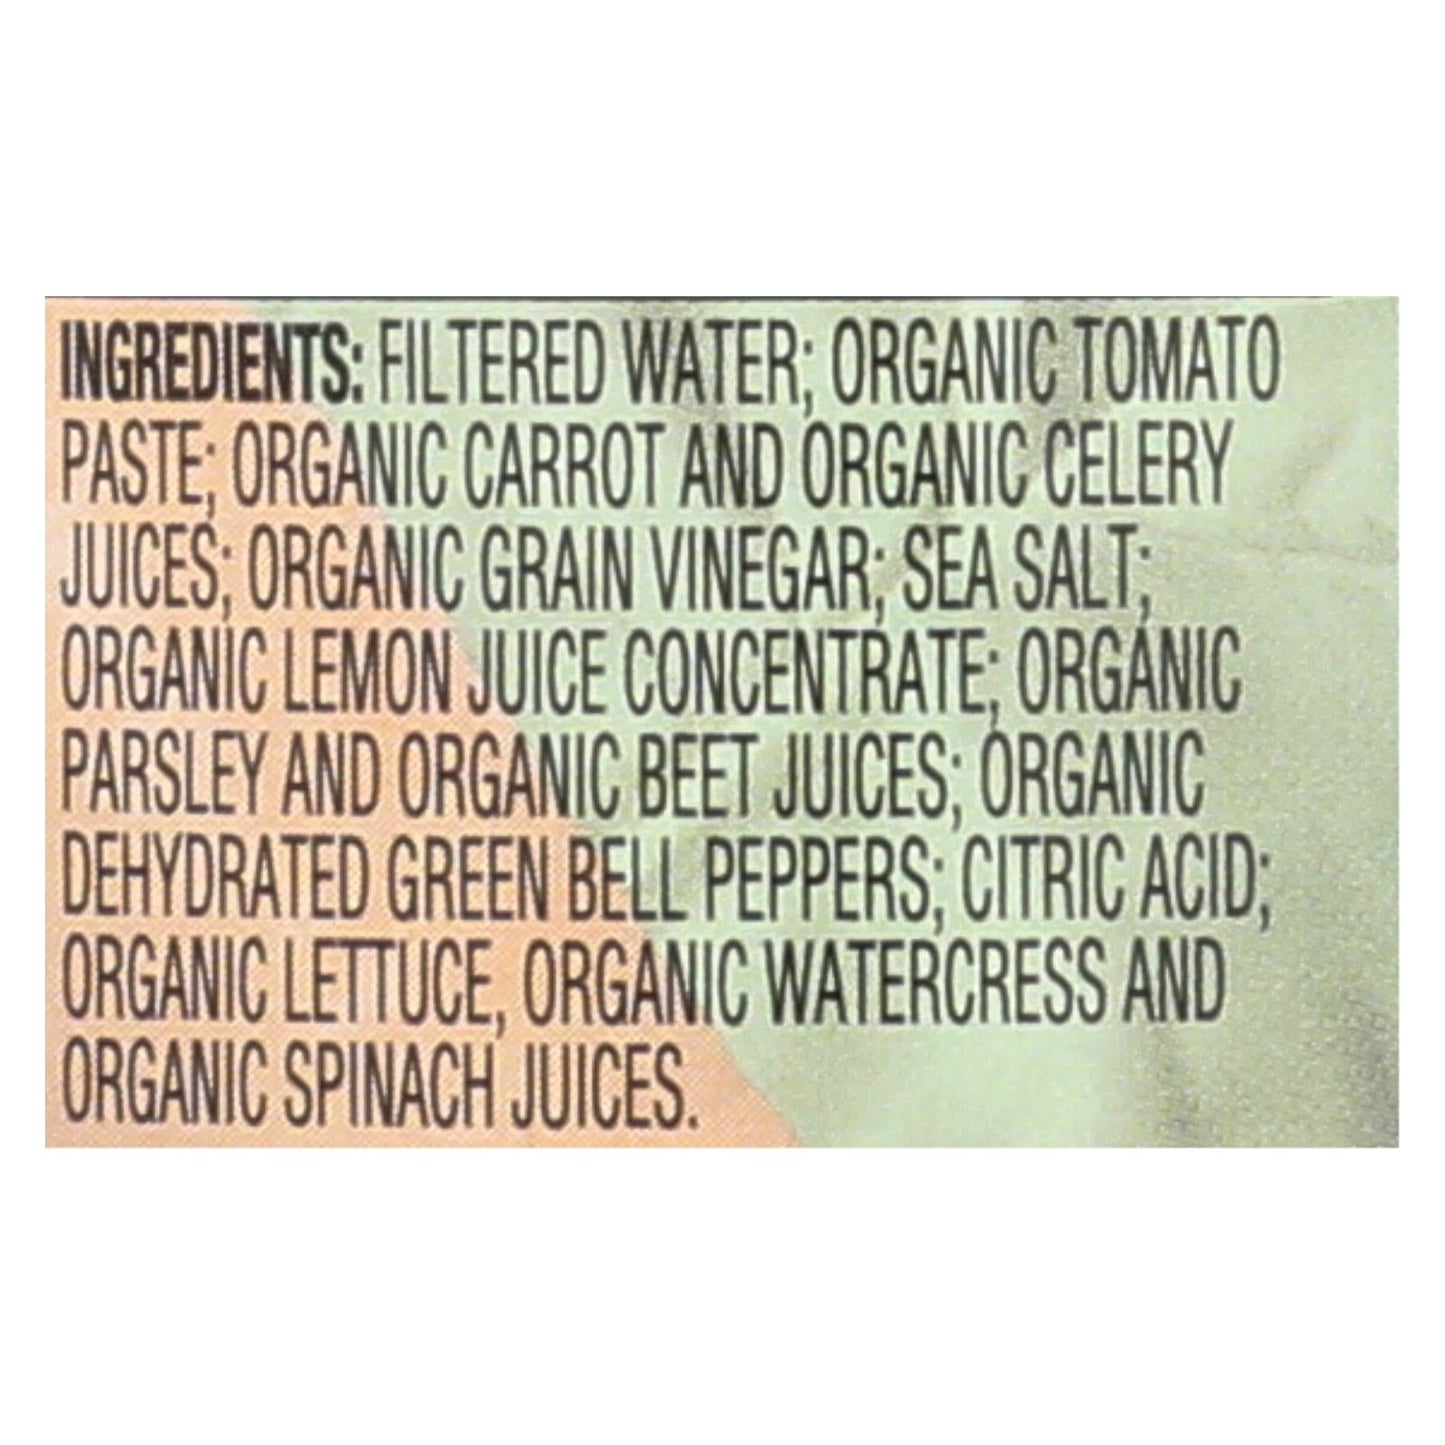 INGREDIENTS: FILTERED WATER; ORGANIC TOMATO
PASTE; ORGANIC CARROT AND ORGANIC CELERY
JUICES; ORGANIC GRAIN VINEGAR; SEA SALT;
ORGANIC LEMON JUICE CONCENTRATE; ORGANIC
PARSLEY AND ORGANIC BEET JUICES; ORGANIC
DEHYDRATED GREEN BELL PEPPERS; CITRIC ACID;
ORGANIC LETTUCE, ORGANIC WATERCRESS AND
ORGANIC SPINACH JUICES.